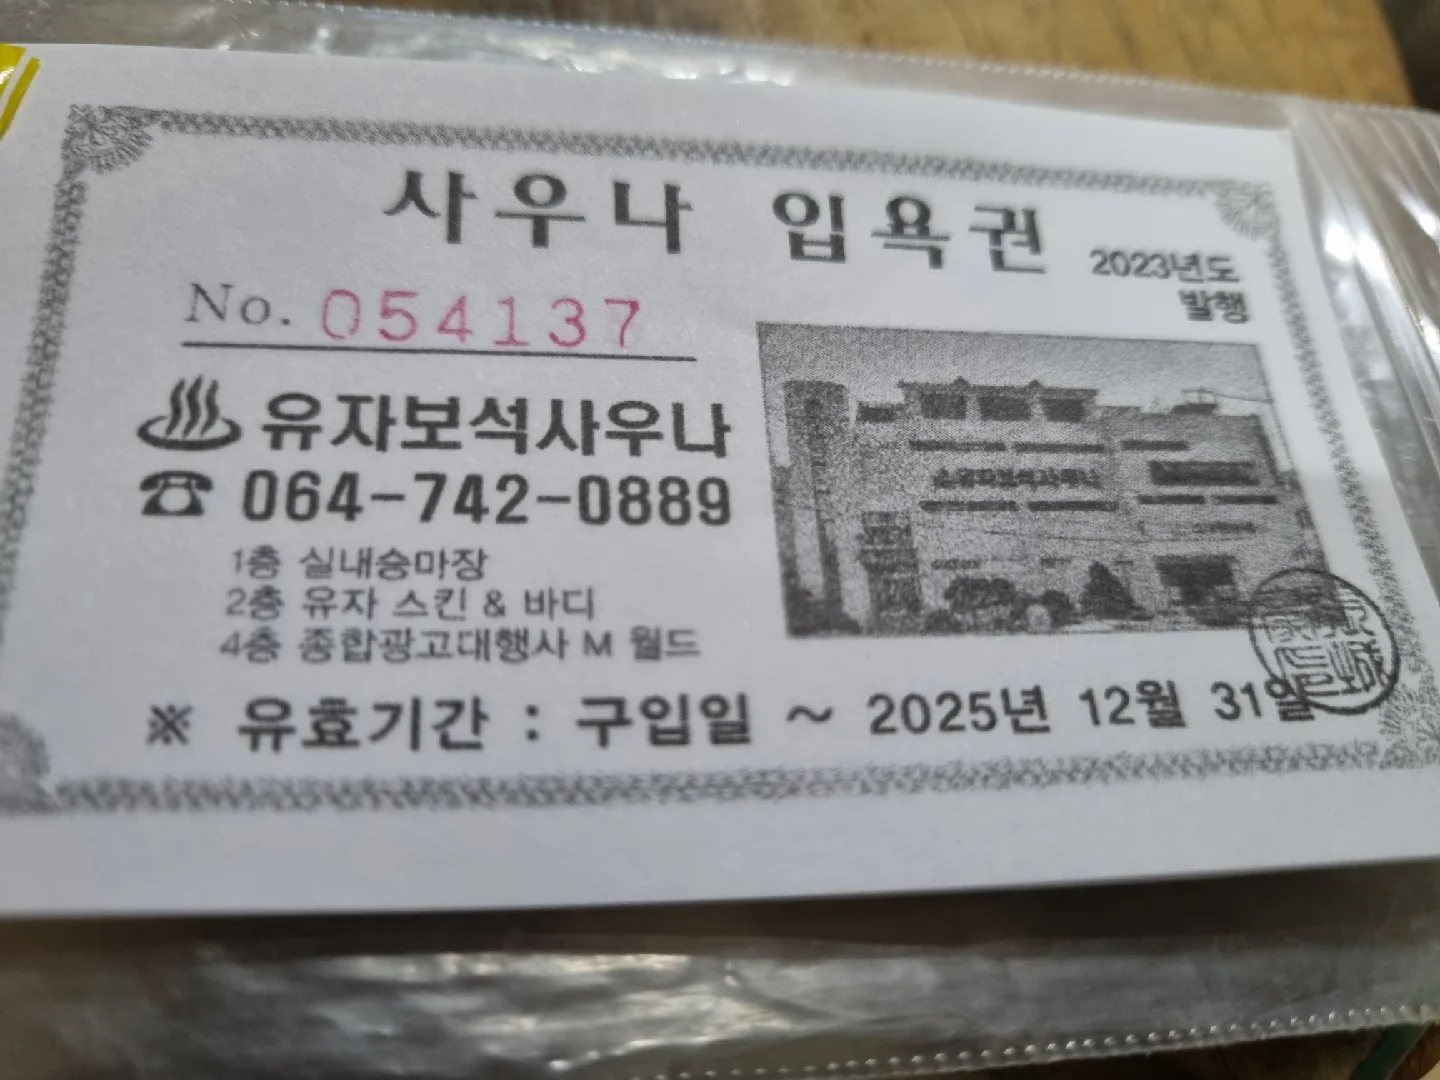 사우나 입욕권
2023년도
발행
No. 054137
♨ 유자보석사우나
☎ 064-742-0889
1층 실내승마장
2층 유자 스킨 & 바디
4층 종합광고대행사 M 월드
※ 유효기간 : 구입일 ~ 2025년 12월 31일